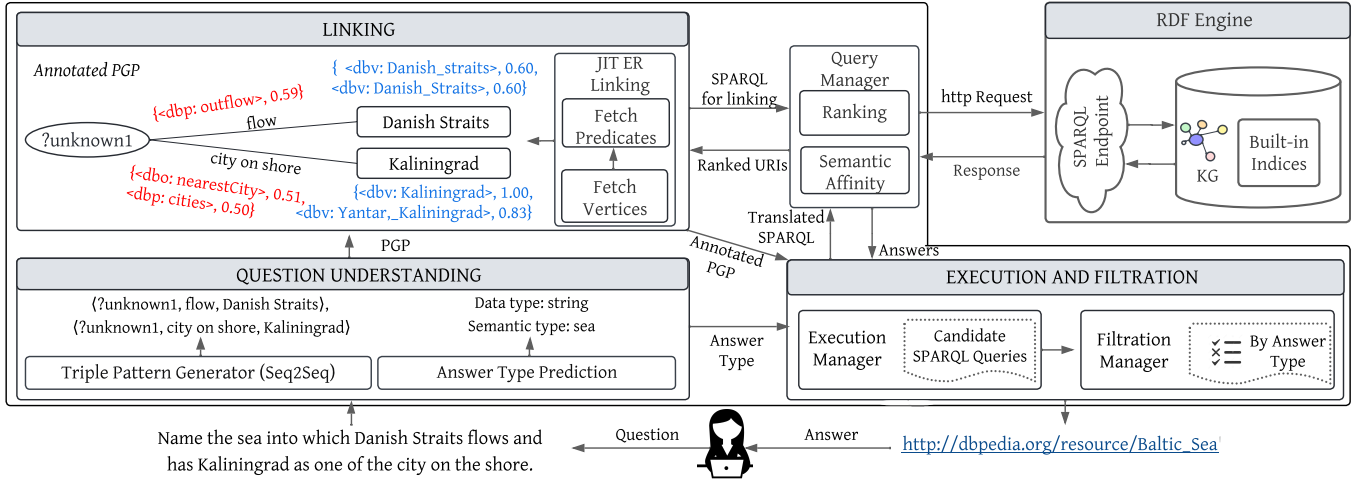 LINKING
Annotated PGP
{ <dbv: Danish_straits>, 0.60,
<dbv: Danish_Straits>, 0.60}
{<dbp: outflow>, 0.59}
flow
?unknown1
Danish Straits
city on shore
Kaliningrad
{<dbo: nearestCity>, 0.51,
<dbp: cities>, 0.50}
{<dbv: Kaliningrad>, 1.00,
<dbv: Yantar,_Kaliningrad>, 0.83}
JIT ER
Linking
Fetch
Predicates
Fetch
Vertices
SPARQL
for linking
Ranked URIs
Query
Manager
Ranking
Semantic
Affinity
http Request
Response
RDF Engine
SPARQL
Endpoint
KG
Built-in
Indices
Translated
SPARQL
Answers
PGP
Annotated
PGP
QUESTION UNDERSTANDING
⟨?unknown1, flow, Danish Straits⟩,
⟨?unknown1, city on shore, Kaliningrad⟩
Data type: string
Semantic type: sea
Triple Pattern Generator (Seq2Seq)
Answer Type Prediction
Answer
Type
EXECUTION AND FILTRATION
Execution
Manager
Candidate
SPARQL Queries
Filtration
Manager
By Answer
Type
Name the sea into which Danish Straits flows and
has Kaliningrad as one of the city on the shore.
Question
Answer
http://dbpedia.org/resource/Baltic_Sea